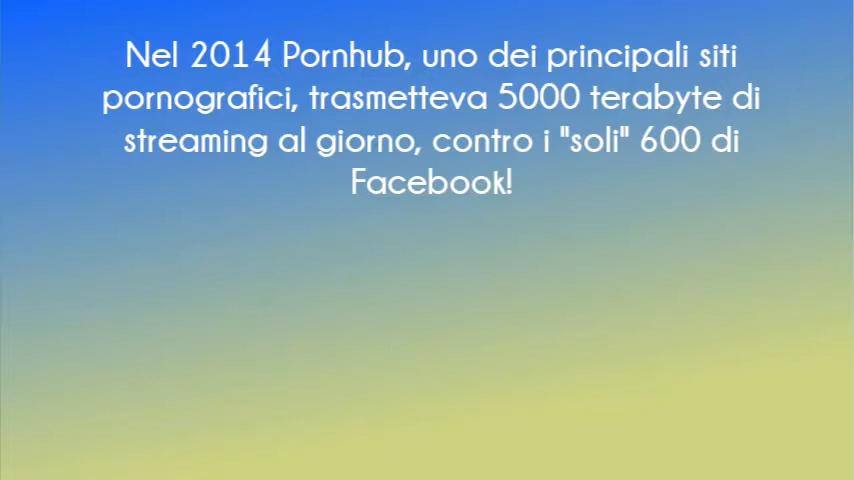 Nel 2014 Pornhub, uno dei principali siti
pornografici, trasmetteva 5000 terabyte di
streaming al giorno, contro i "soli" 600 di
Facebook!